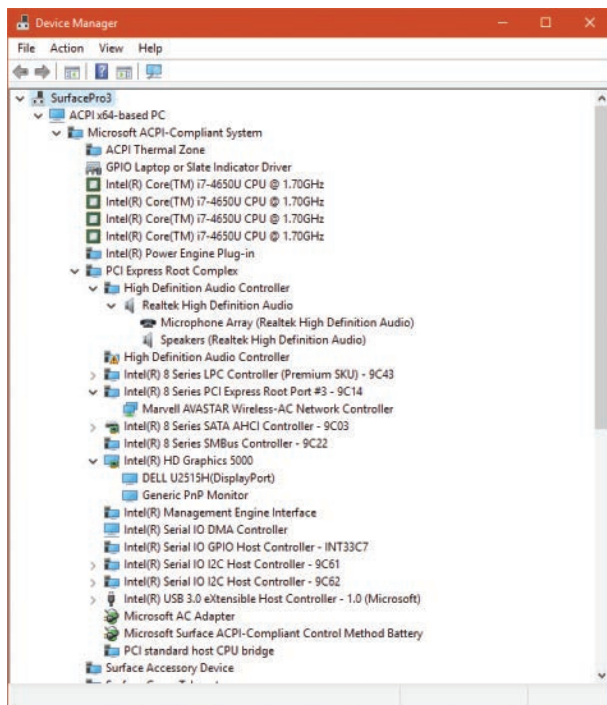 Device Manager
File Action View Help
SurfacePro3
ACPI x64-based PC
Microsoft ACPI-Compliant System
ACPI Thermal Zone
GPIO Laptop or Slate Indicator Driver
Intel(R) Core(TM) i7-4650U CPU @ 1.70GHz
Intel(R) Core(TM) i7-4650U CPU @ 1.70GHz
Intel(R) Core(TM) i7-4650U CPU @ 1.70GHz
Intel(R) Core(TM) i7-4650U CPU @ 1.70GHz
Intel(R) Power Engine Plug-in
PCI Express Root Complex
High Definition Audio Controller
Realtek High Definition Audio
Microphone Array (Realtek High Definition Audio)
Speakers (Realtek High Definition Audio)
High Definition Audio Controller
Intel(R) 8 Series LPC Controller (Premium SKU) - 9C43
Intel(R) 8 Series PCI Express Root Port #3 - 9C14
Marvell AVASTAR Wireless-AC Network Controller
Intel(R) 8 Series SATA AHCI Controller - 9C03
Intel(R) 8 Series SMBus Controller - 9C22
Intel(R) HD Graphics 5000
DELL U2515H(DisplayPort)
Generic PnP Monitor
Intel(R) Management Engine Interface
Intel(R) Serial IO DMA Controller
Intel(R) Serial IO GPIO Host Controller - INT33C7
Intel(R) Serial IO I2C Host Controller - 9C61
Intel(R) Serial IO I2C Host Controller - 9C62
Intel(R) USB 3.0 eXtensible Host Controller - 1.0 (Microsoft)
Microsoft AC Adapter
Microsoft Surface ACPI-Compliant Control Method Battery
PCI standard host CPU bridge
Surface Accessory Device